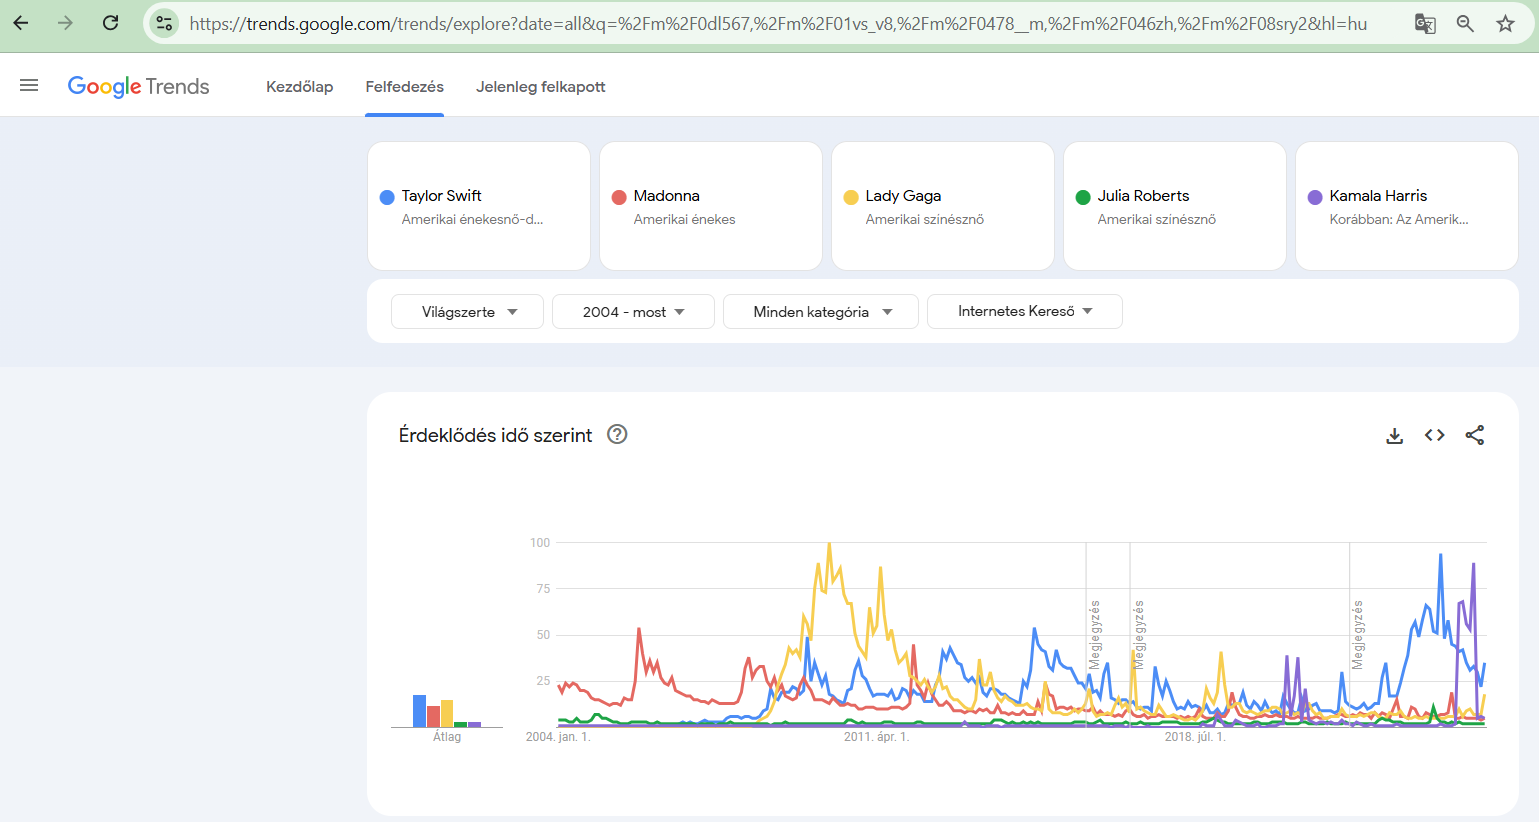 https://trends.google.com/trends/explore?date=all&q=%2Fm%2F0dl567,%2Fm%2F01vs_v8,%2Fm%2F0478__m,%2Fm%2F046zh,%2Fm%2F08sry2&hl=hu
Google Trends
Kezdőlap
Felfedezés
Jelenleg felkapott
Taylor Swift
Amerikai énekesnő-d...
Madonna
Amerikai énekes
Lady Gaga
Amerikai színésznő
Julia Roberts
Amerikai színésznő
Kamala Harris
Korábban: Az Amerik...
Világszerte
2004 - most
Minden kategória
Internetes Kereső
Érdeklődés idő szerint
100
75
50
25
Megjegyzés
Megjegyzés
Megjegyzés
Átlag
2004. jan. 1.
2011. ápr. 1.
2018. júl. 1.